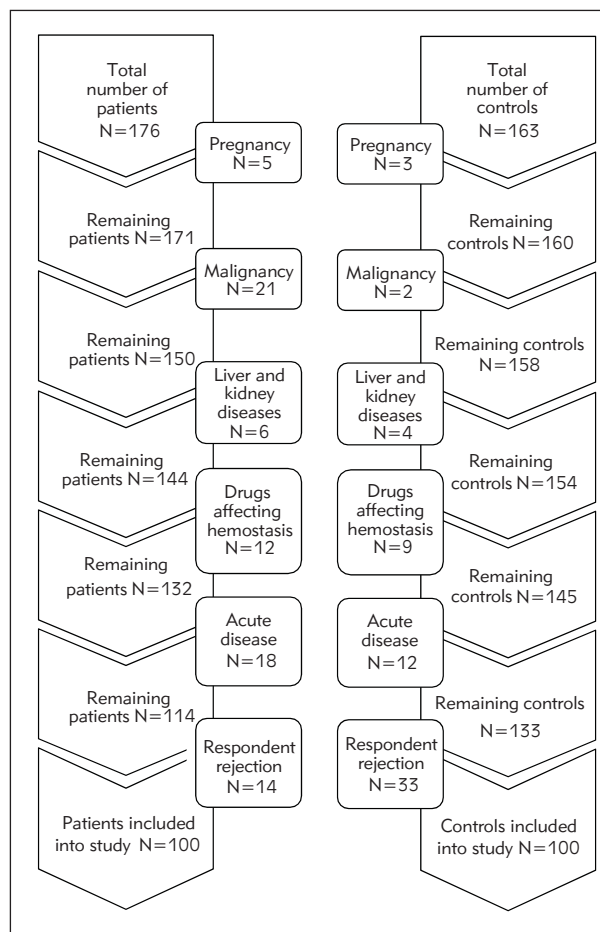 Total
number of
patients
N=176
Pregnancy
N=5
Remaining
patients N=171
Malignancy
N=21
Remaining
patients N=150
Liver and
kidney
diseases
N=6
Remaining
patients N=144
Drugs
affecting
hemostasis
N=12
Remaining
patients N=132
Acute
disease
N=18
Remaining
patients N=114
Respondent
rejection
N=14
Patients included
into study N=100
Total
number of
controls
N=163
Pregnancy
N=3
Remaining
controls N=160
Malignancy
N=2
Remaining controls
N=158
Liver and
kidney
diseases
N=4
Remaining
controls N=154
Drugs
affecting
hemostasis
N=9
Remaining
controls N=145
Acute
disease
N=12
Remaining controls
N=133
Respondent
rejection
N=33
Controls included
into study N=100